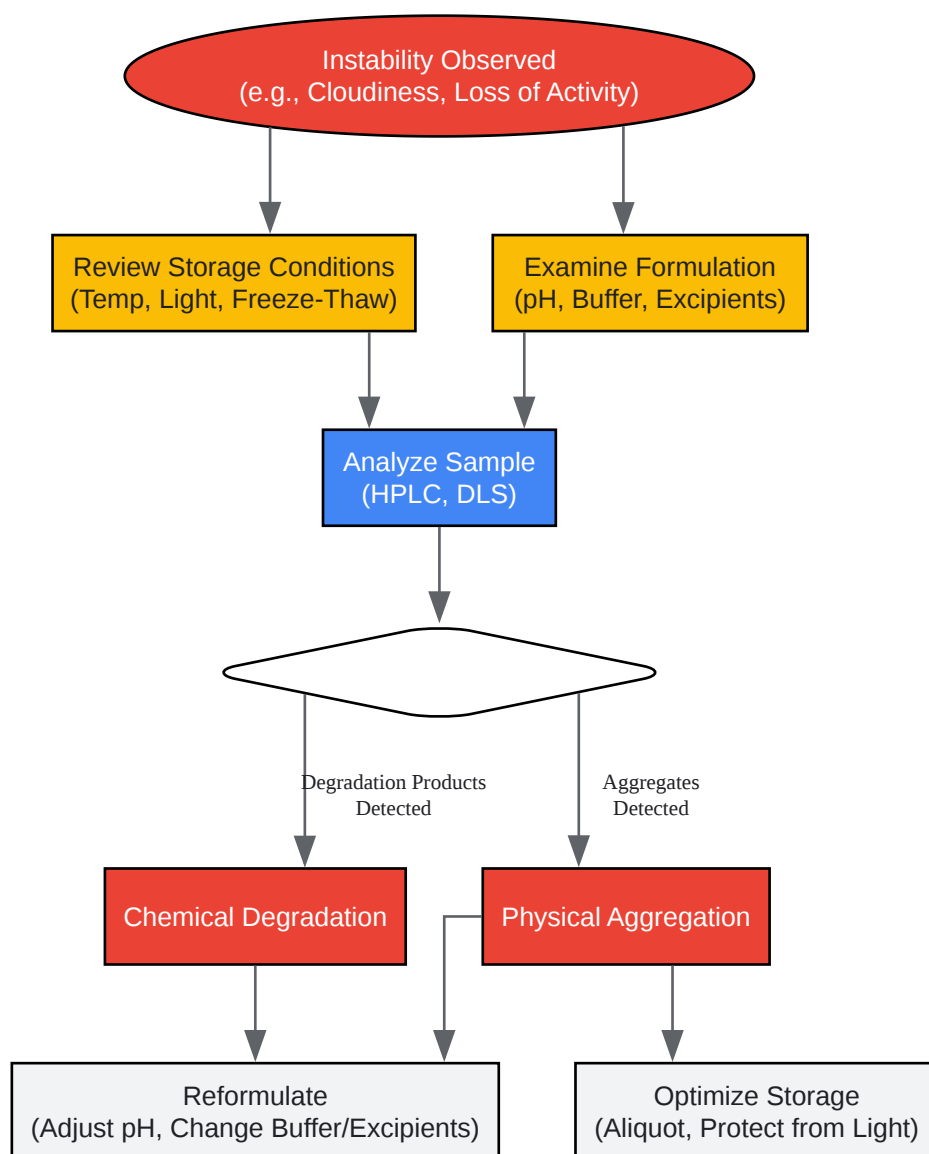 Instability Observed
(e.g., Cloudiness, Loss of Activity)
Review Storage Conditions
(Temp, Light, Freeze-Thaw)
Examine Formulation
(pH, Buffer, Excipients)
Analyze Sample
(HPLC, DLS)
Degradation Products
Detected
Aggregates
Detected
Chemical Degradation
Physical Aggregation
Reformulate
(Adjust pH, Change Buffer/Excipients)
Optimize Storage
(Aliquot, Protect from Light)